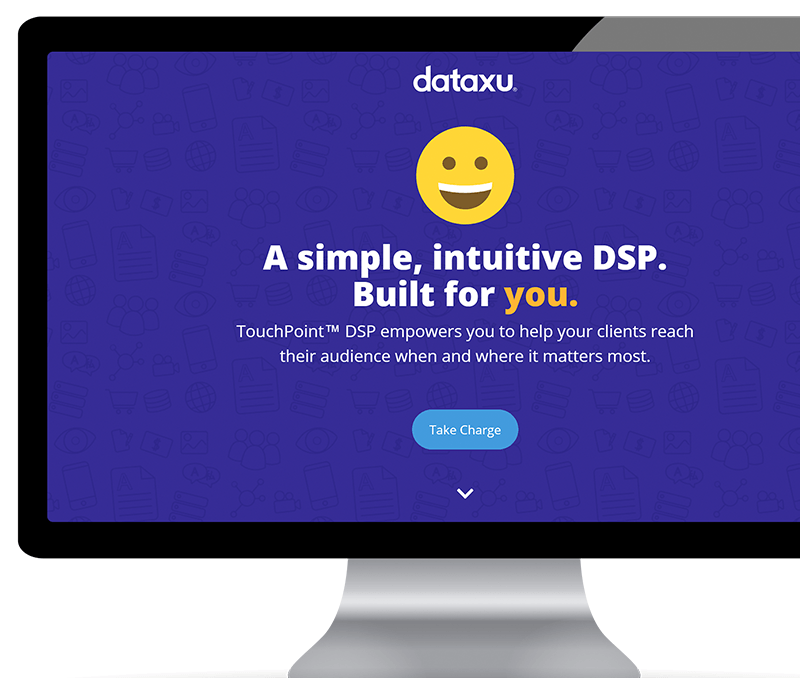 dataxu®
A simple, intuitive DSP.
Built for you.
TouchPoint™ DSP empowers you to help your clients reach
their audience when and where it matters most.
Take Charge